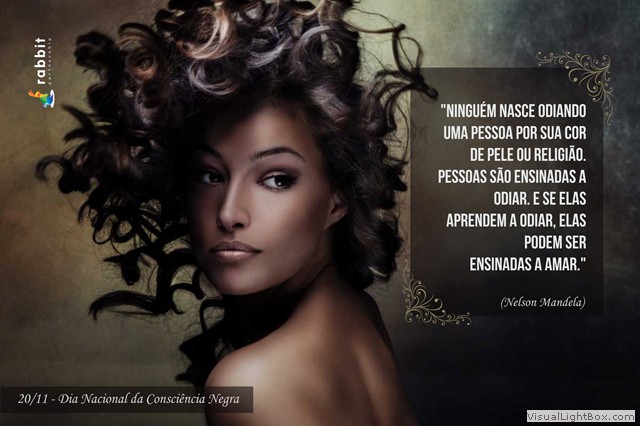 rabbit
"NINGUÉM NASCE ODIANDO
UMA PESSOA POR SUA COR
DE PELE OU RELIGIÃO.
PESSOAS SÃO ENSINADAS A
ODIAR. E SE ELAS
APRENDEM A ODIAR, ELAS
PODEM SER
ENSINADAS A AMAR."
(Nelson Mandela)
20/11 - Dia Nacional da Consciência Negra
VisualLightBox.com